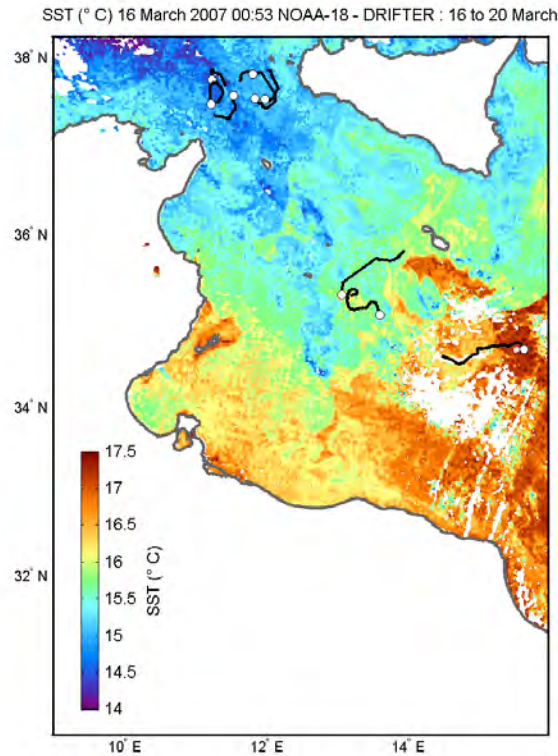 SST (° C) 16 March 2007 00:53 NOAA-18 - DRIFTER : 16 to 20 March
38° N
36° N
34° N
32° N
17.5
17
16.5
16
15.5
15
14.5
14
SST (° C)
10° E
12° E
14° E